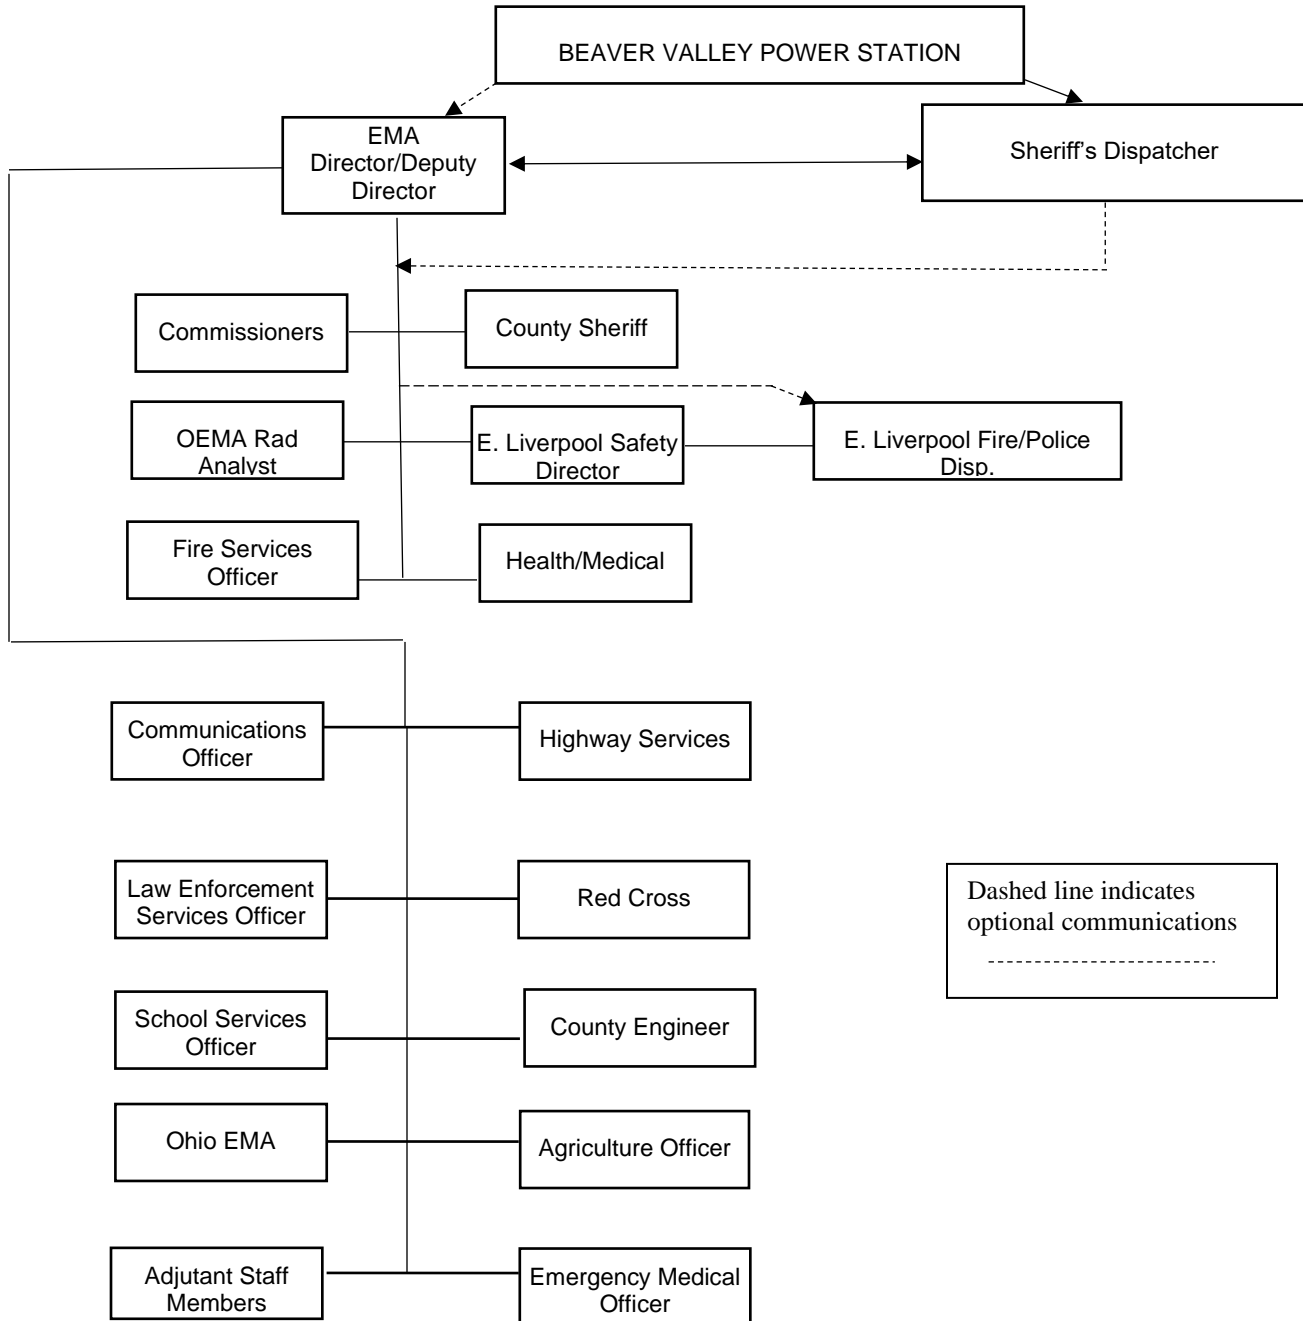 BEAVER VALLEY POWER STATION
EMA
Director/Deputy
Director
Sheriff’s Dispatcher
Commissioners
County Sheriff
OEMA Rad
Analyst
E. Liverpool Safety
Director
E. Liverpool Fire/Police
Disp.
Fire Services
Officer
Health/Medical
Communications
Officer
Highway Services
Law Enforcement
Services Officer
Red Cross
Dashed line indicates
optional communications
School Services
Officer
County Engineer
Ohio EMA
Agriculture Officer
Adjutant Staff
Members
Emergency Medical
Officer